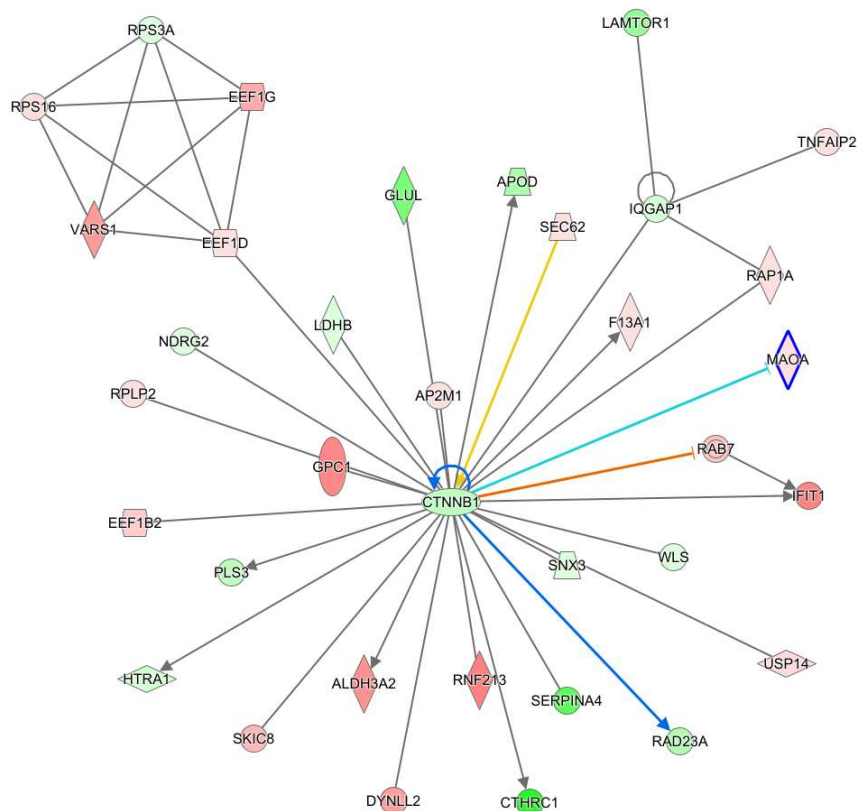 LAMTOR1
RPS3A
EEF1G
RPS16
TNFAIP2
GLUL
APOD
IQGAP1
SEC62
VARS1
EEF1D
RAP1A
LDHB
F13A1
NDRG2
MAOA
RPLP2
AP2M1
RAB7
GPC1
IFIT1
CTNNB1
EEF1B2
WLS
SNX3
PLS3
USP14
HTRA1
ALDH3A2
RNF213
SERPINA4
SKIC8
RAD23A
DYNLL2
CTHRC1